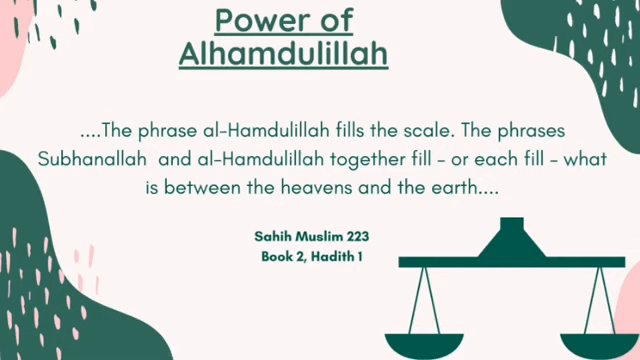 Power of
Alhamdulillah
....The phrase al-Hamdulillah fills the scale. The phrases
Subhanallah and al-Hamdulillah together fill - or each fill - what
is between the heavens and the earth....
Sahih Muslim 223
Book 2, Hadith 1